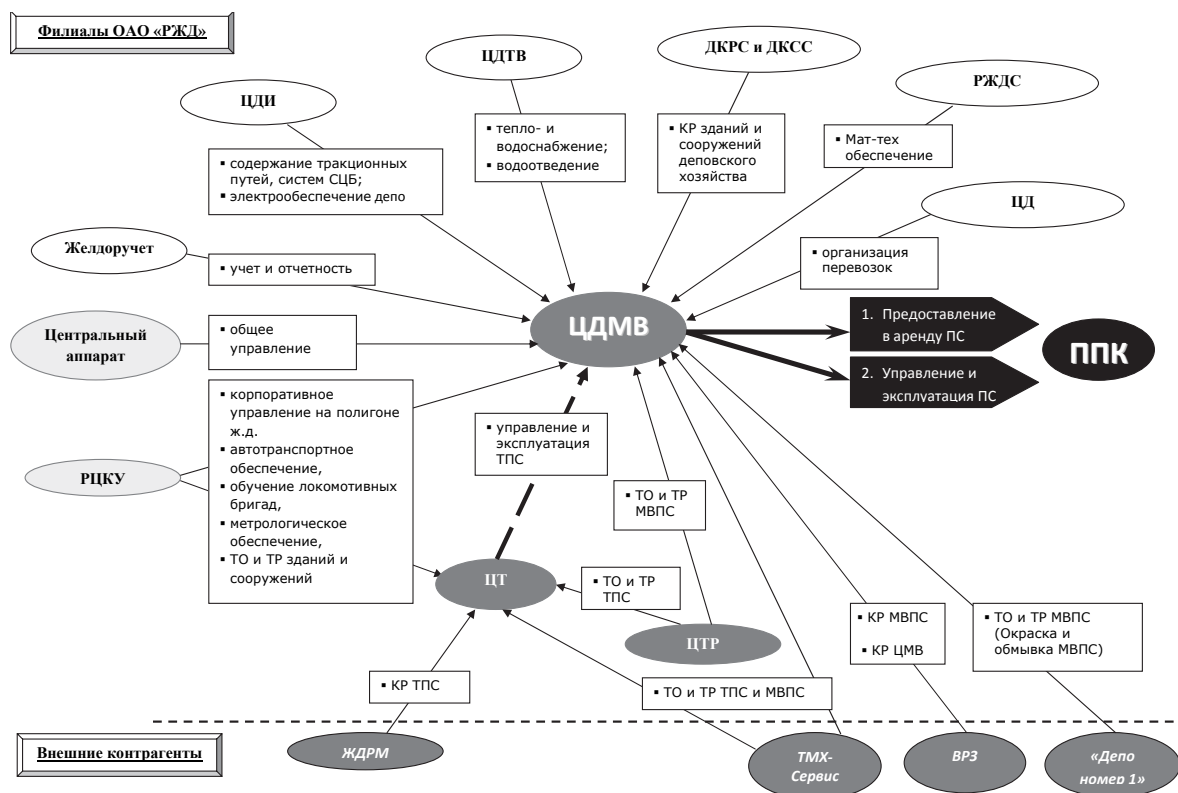 Филиалы ОАО «РЖД»
ЦДТВ
ДКРС и ДКСС
РЖДС
ЦДИ
▪ тепло- и
водоснабжение;
▪ водоотведение
▪ КР зданий и
сооружений
деповского
хозяйства
▪ Мат-тех
обеспечение
▪ содержание тракционных
путей, систем СЦБ;
▪ электрообеспечение депо
ЦД
Желдоручет
▪ учет и отчетность
▪ организация
перевозок
Центральный
аппарат
▪ общее
управление
ЦДМВ
1. Предоставление
в аренду ПС
2. Управление и
эксплуатация ПС
ППК
РЦКУ
▪ корпоративное
управление на полигоне
ж.д.
▪ автотранспортное
обеспечение,
▪ обучение локомотивных
бригад,
▪ метрологическое
обеспечение,
▪ ТО и ТР зданий и
сооружений
▪ управление и
эксплуатация
ТПС
▪ ТО и ТР
МВПС
ЦТ
▪ ТО и ТР
ТПС
ЦТР
▪ КР МВПС
▪ КР ЦМВ
▪ ТО и ТР МВПС
(Окраска и
обмывка МВПС)
▪ КР ТПС
▪ ТО и ТР ТПС и МВПС
Внешние контрагенты
ЖДРМ
ТМХ-
Сервис
ВРЗ
«Депо
номер 1»